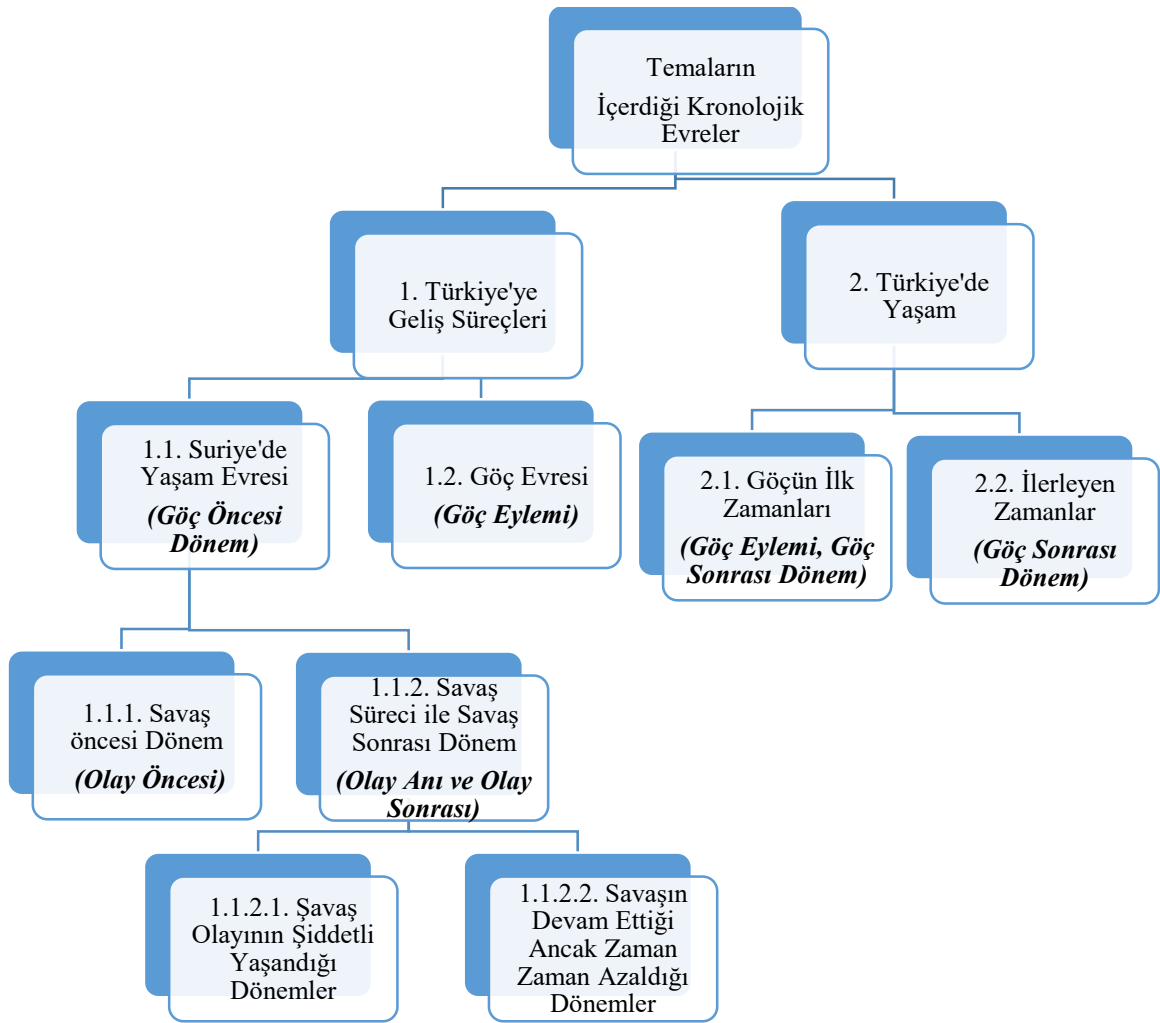 Temaların
İçerdiği Kronolojik
Evreler
1. Türkiye'ye
Geliş Süreçleri
2. Türkiye'de
Yaşam
1.1. Suriye'de
Yaşam Evresi
(Göç Öncesi
Dönem)
1.2. Göç Evresi
(Göç Eylemi)
2.1. Göçün İlk
Zamanları
(Göç Eylemi, Göç
Sonrası Dönem)
2.2. İlerleyen
Zamanlar
(Göç Sonrası
Dönem)
1.1.1. Savaş
öncesi Dönem
(Olay Öncesi)
1.1.2. Savaş
Süreci ile Savaş
Sonrası Dönem
(Olay Anı ve Olay
Sonrası)
1.1.2.1. Şavaş
Olayının Şiddetli
Yaşandığı
Dönemler
1.1.2.2. Savaşın
Devam Ettiği
Ancak Zaman
Zaman Azaldığı
Dönemler